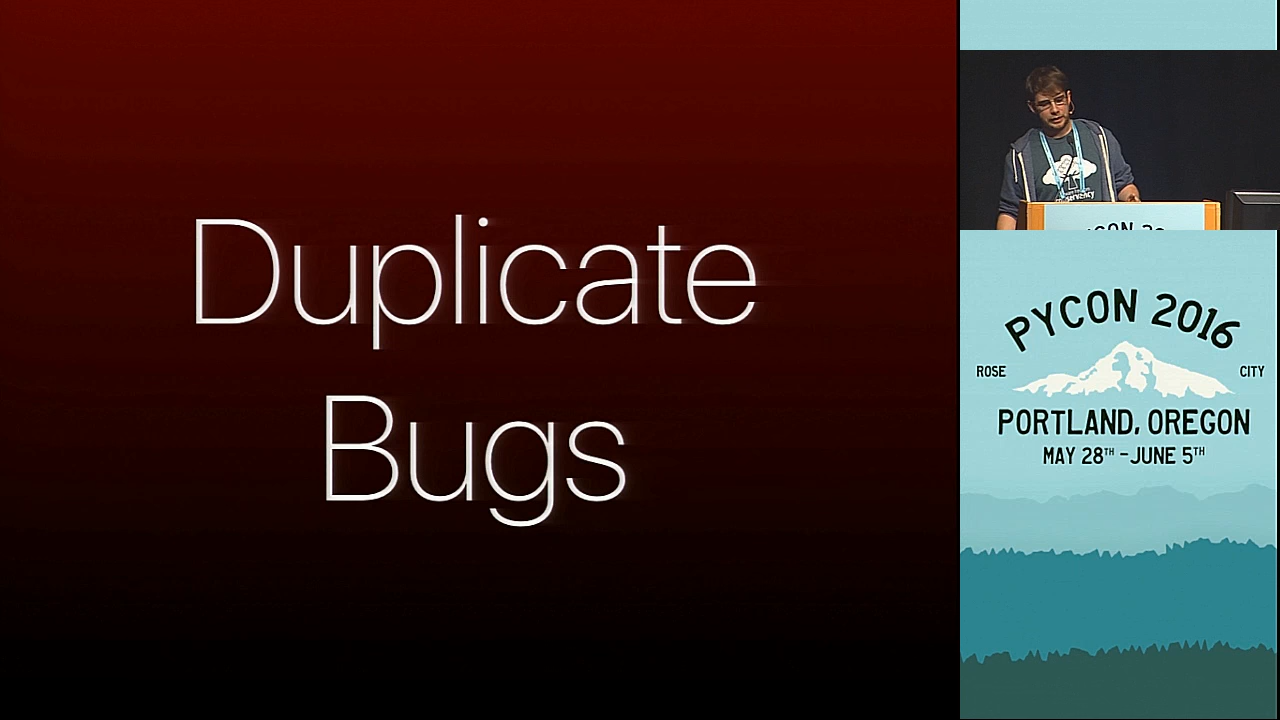 Duplicate
Bugs
PYCON 2016
ROSE
CITY
PORTLAND, OREGON
MAY 28TH - JUNE 5TH